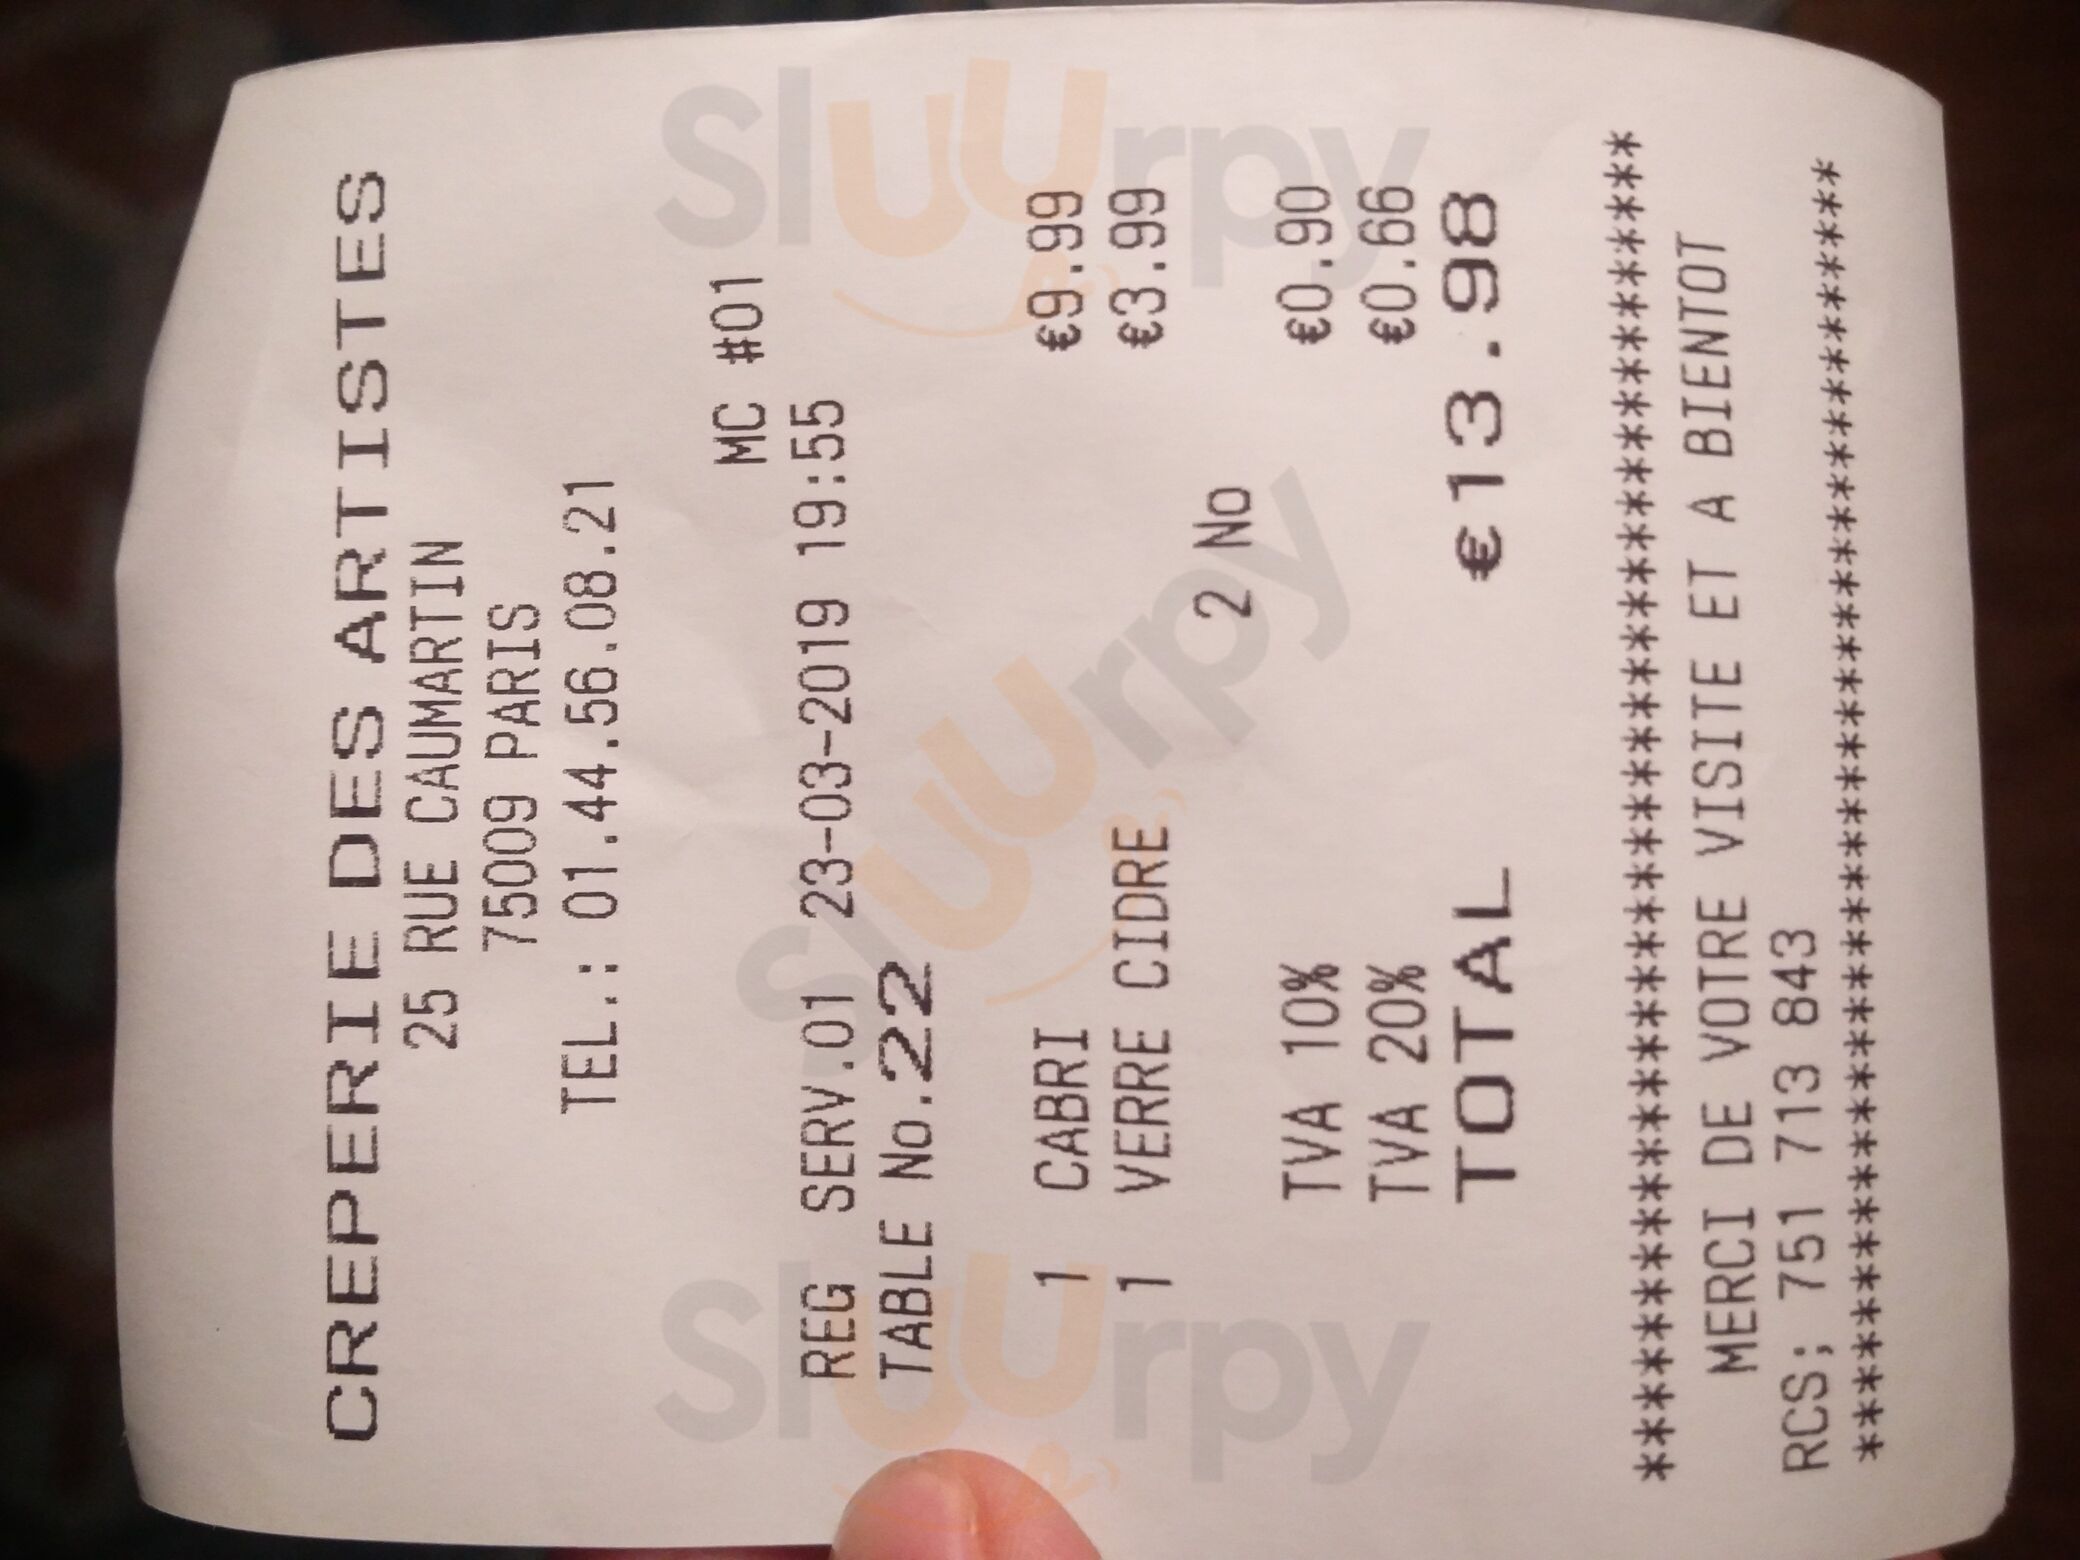 CREPERIE DES ARTISTES
25 RUE CAUMARTIN
75009 PARIS
TEL.: 01.44.56.08.21
MC #01
REG SERV.01 23-03-2019 19:55
TABLE No.22
1 CABRI €9.99
1 VERRE CIDRE €3.99
2 No
TVA 10% €0.90
TVA 20% €0.66
TOTAL €13.98
****************************************
MERCI DE VOTRE VISITE ET A BIENTOT
RCS; 751 713 843
****************************************
Sluurpy
Sluurpy
Sluurpy